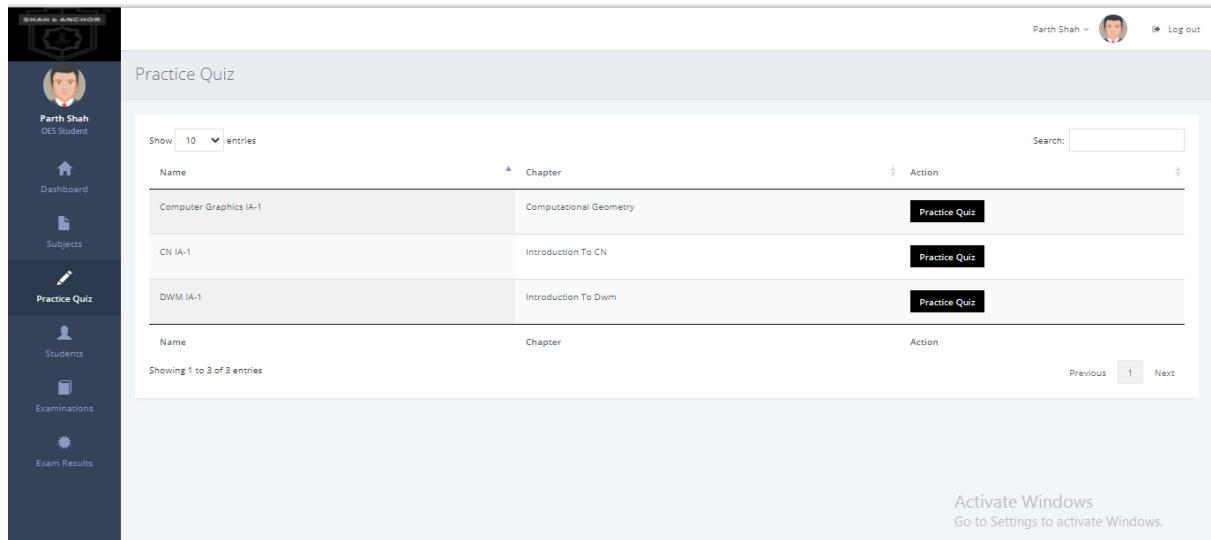 SHAH & ANCHOR
Parth Shah
Log out
Parth Shah
OES Student
Dashboard
Subjects
Practice Quiz
Students
Examinations
Exam Results
Practice Quiz
Show 10 entries
Search:
Name Chapter Action
Computer Graphics IA-1 Computational Geometry Practice Quiz
CN IA-1 Introduction To CN Practice Quiz
DWM IA-1 Introduction To Dwm Practice Quiz
Name Chapter Action
Showing 1 to 3 of 3 entries
Previous 1 Next
Activate Windows
Go to Settings to activate Windows.